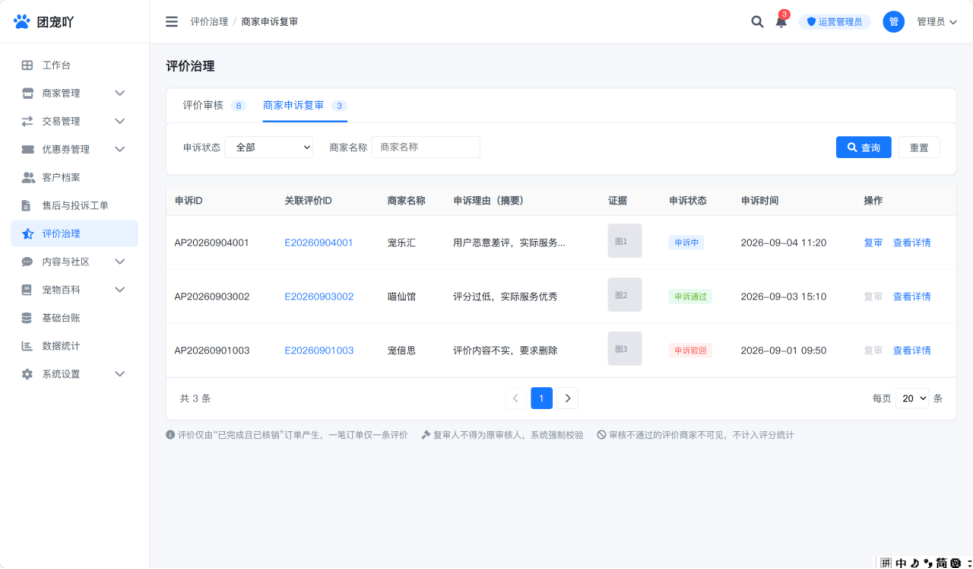 团宠吖
评价治理 / 商家申诉复审
3
运营管理员
管
管理员
工作台
商家管理
交易管理
优惠券管理
客户档案
售后与投诉工单
评价治理
内容与社区
宠物百科
基础台账
数据统计
系统设置
评价治理
评价审核 8 商家申诉复审 3
申诉状态 全部 商家名称 商家名称 查询 重置
申诉ID 关联评价ID 商家名称 申诉理由（摘要） 证据 申诉状态 申诉时间 操作
AP20260904001 E20260904001 宠乐汇 用户恶意差评，实际服务... 图1 申诉中 2026-09-04 11:20 复审 查看详情
AP20260903002 E20260903002 喵仙馆 评分过低，实际服务优秀 图2 申诉通过 2026-09-03 15:10 复审 查看详情
AP20260901003 E20260901003 宠倍思 评价内容不实，要求删除 图3 申诉驳回 2026-09-01 09:50 复审 查看详情
共 3 条 1 每页 20 条
评价仅由“已完成且已核销”订单产生，一笔订单仅一条评价 复审人不得为原审核人，系统强制校验 审核不通过的评价商家不可见，不计入评分统计
拼 中 简